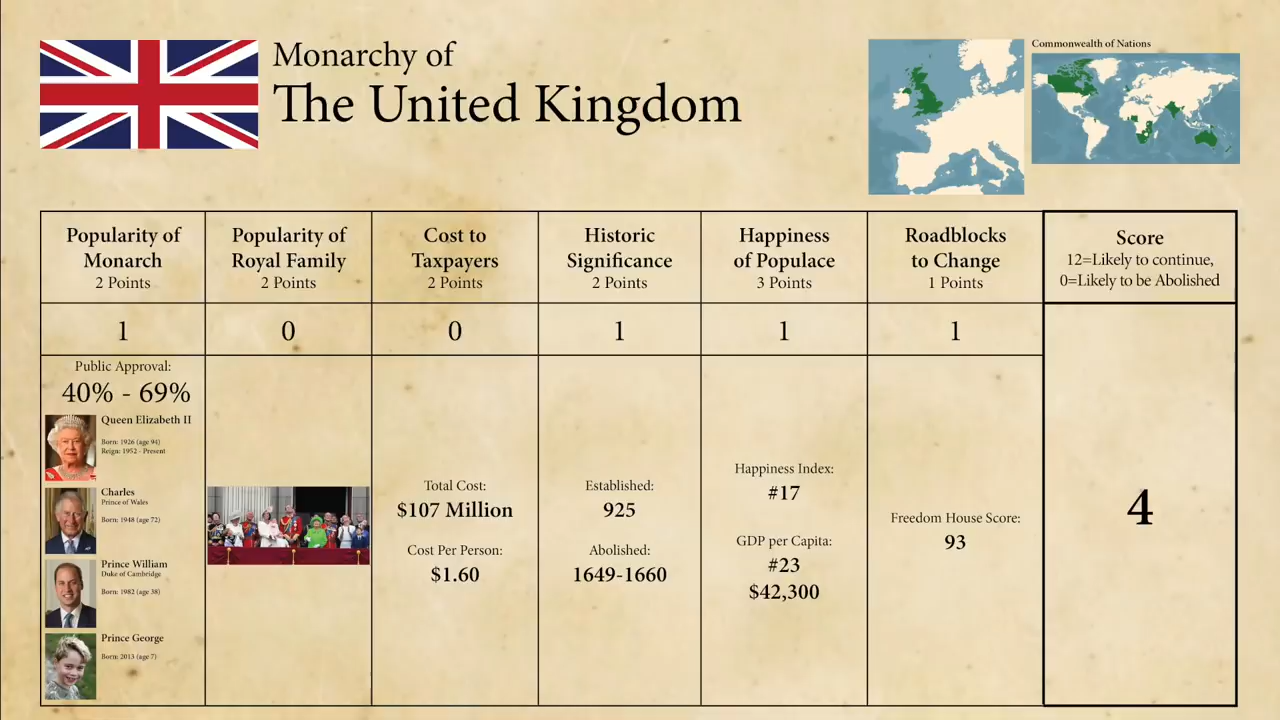 Monarchy of
The United Kingdom
Commonwealth of Nations
Popularity of
Monarch
2 Points
Popularity of
Royal Family
2 Points
Cost to
Taxpayers
2 Points
Historic
Significance
2 Points
Happiness
of Populace
3 Points
Roadblocks
to Change
1 Points
Score
12=Likely to continue,
0=Likely to be Abolished
1
0
0
1
1
1
4
Public Approval:
40% - 69%
Queen Elizabeth II
Born: 1926 (age 94)
Reign: 1952 - Present
Charles
Prince of Wales
Born: 1948 (age 72)
Prince William
Duke of Cambridge
Born: 1982 (age 38)
Prince George
Born: 2013 (age 7)
Total Cost:
$107 Million
Cost Per Person:
$1.60
Established:
925
Abolished:
1649-1660
Happiness Index:
#17
GDP per Capita:
#23
$42,300
Freedom House Score:
93